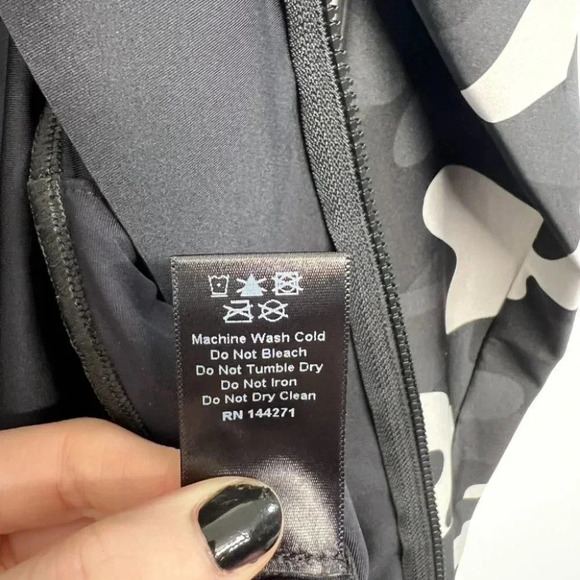 Machine Wash Cold
Do Not Bleach
Do Not Tumble Dry
Do Not Iron
Do Not Dry Clean
RN 144271